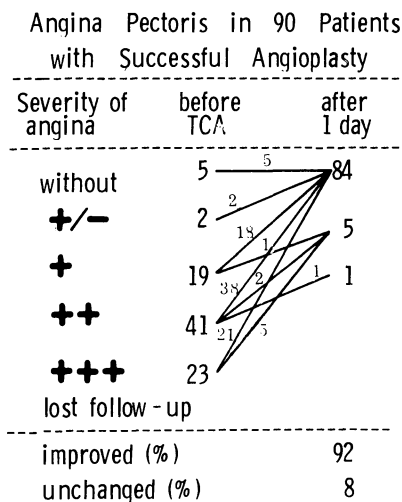 Angina Pectoris in 90 Patients
with Successful Angioplasty
Severity of before after
angina TCA 1 day
without 5 5 84
+/- 2 2
18 1 5
+ 19
38 2 1 1
++ 41
21 5
+++ 23
lost follow-up
improved (%) 92
unchanged (%) 8